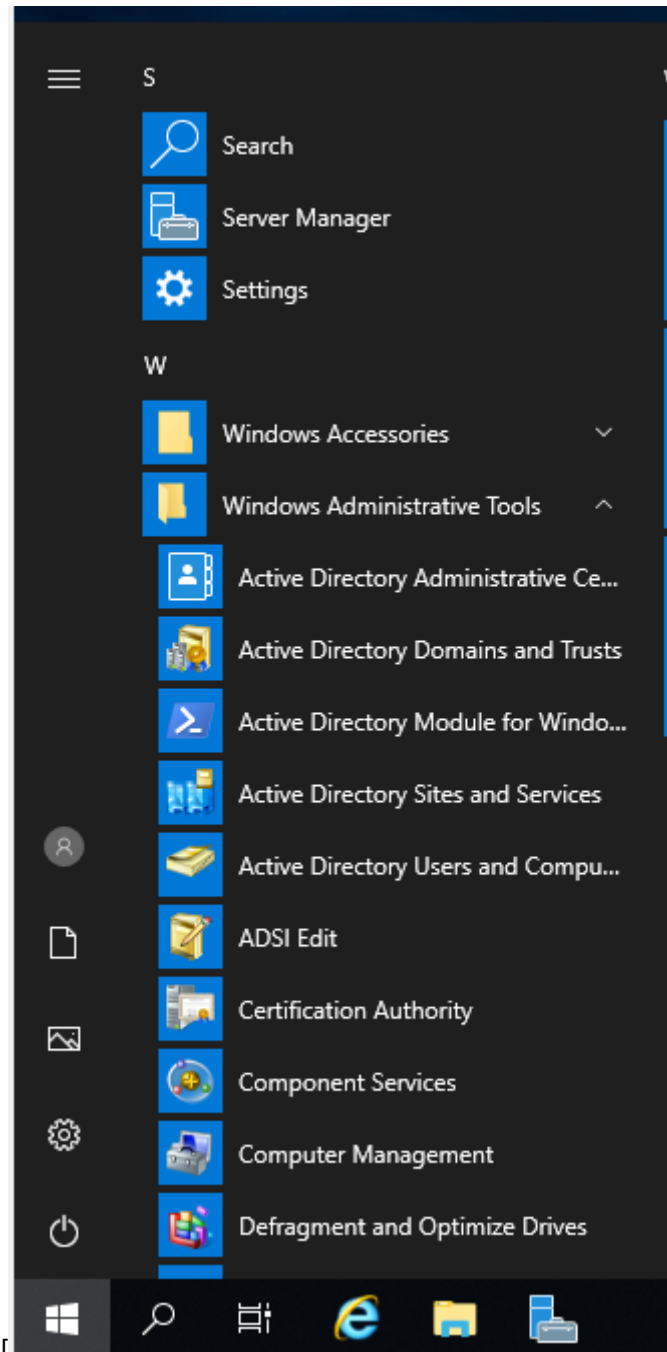 S
Search
Server Manager
Settings
W
Windows Accessories
Windows Administrative Tools
Active Directory Administrative Ce...
Active Directory Domains and Trusts
Active Directory Module for Windo...
Active Directory Sites and Services
Active Directory Users and Compu...
ADSI Edit
Certification Authority
Component Services
Computer Management
Defragment and Optimize Drives